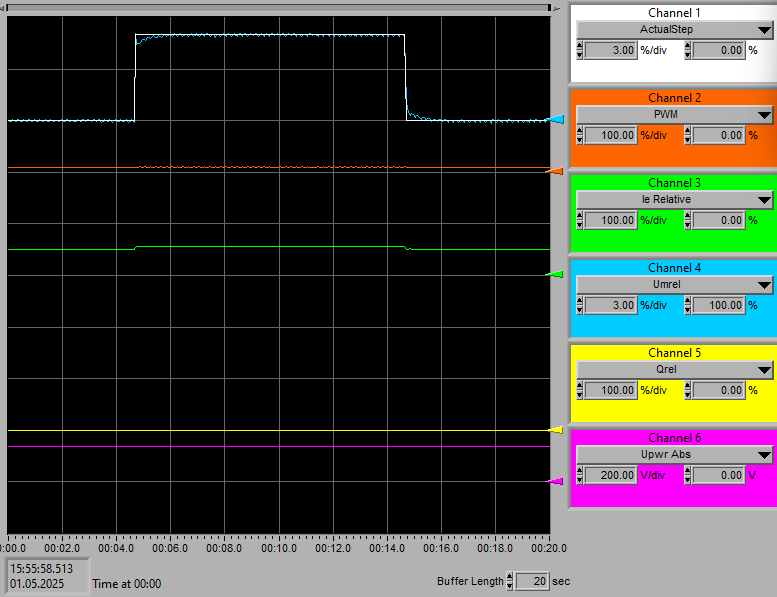 Channel 1
ActualStep
3.00 %/div 0.00 %
Channel 2
PWM
100.00 %/div 0.00 %
Channel 3
Ie Relative
100.00 %/div 0.00 %
Channel 4
Umrel
3.00 %/div 100.00 %
Channel 5
Qrel
100.00 %/div 0.00 %
Channel 6
Upwr Abs
200.00 V/div 0.00 V
:00.0 00:02.0 00:04.0 00:06.0 00:08.0 00:10.0 00:12.0 00:14.0 00:16.0 00:18.0 00:20.0
15:55:58.513
01.05.2025
Time at 00:00
Buffer Length 20 sec